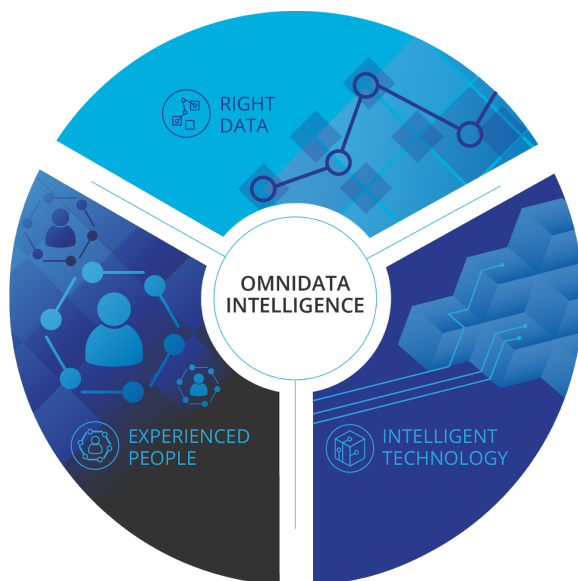 RIGHT
DATA
OMNIDATA
INTELLIGENCE
EXPERIENCED
PEOPLE
INTELLIGENT
TECHNOLOGY